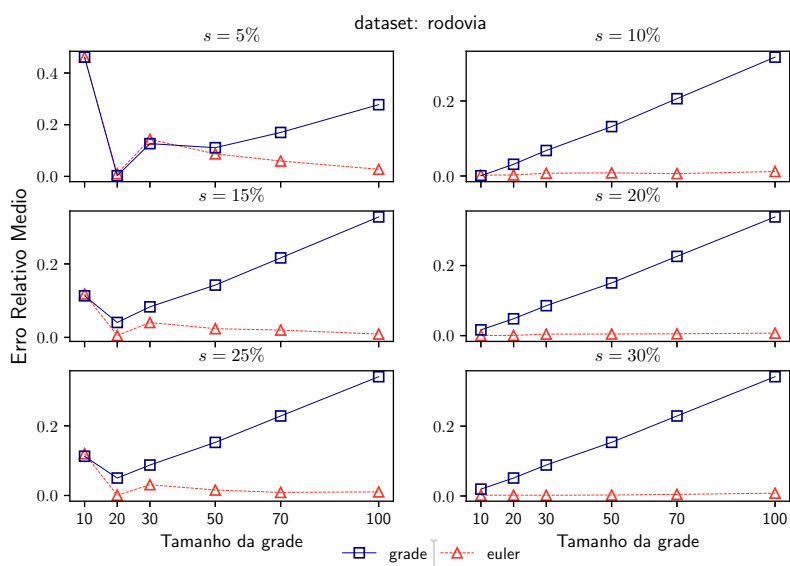 dataset: rodovia
s = 5%
s = 10%
0.4
0.2
0.0
0.2
0.0
s = 15%
s = 20%
0.2
0.0
0.2
0.0
s = 25%
s = 30%
0.2
0.0
0.2
0.0
10 20 30 50 70 100
10 20 30 50 70 100
Tamanho da grade
Tamanho da grade
Erro Relativo Medio
grade
euler